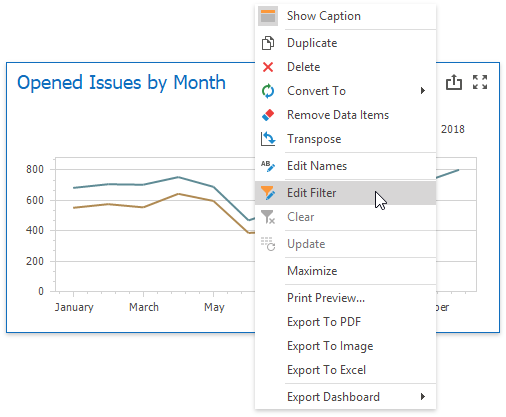 Opened Issues by Month
2018
800
600
400
200
0
January
March
May
Show Caption
Duplicate
Delete
Convert To
Remove Data Items
Transpose
AB
Edit Names
Edit Filter
Clear
Update
Maximize
Print Preview...
Export To PDF
Export To Image
Export To Excel
Export Dashboard